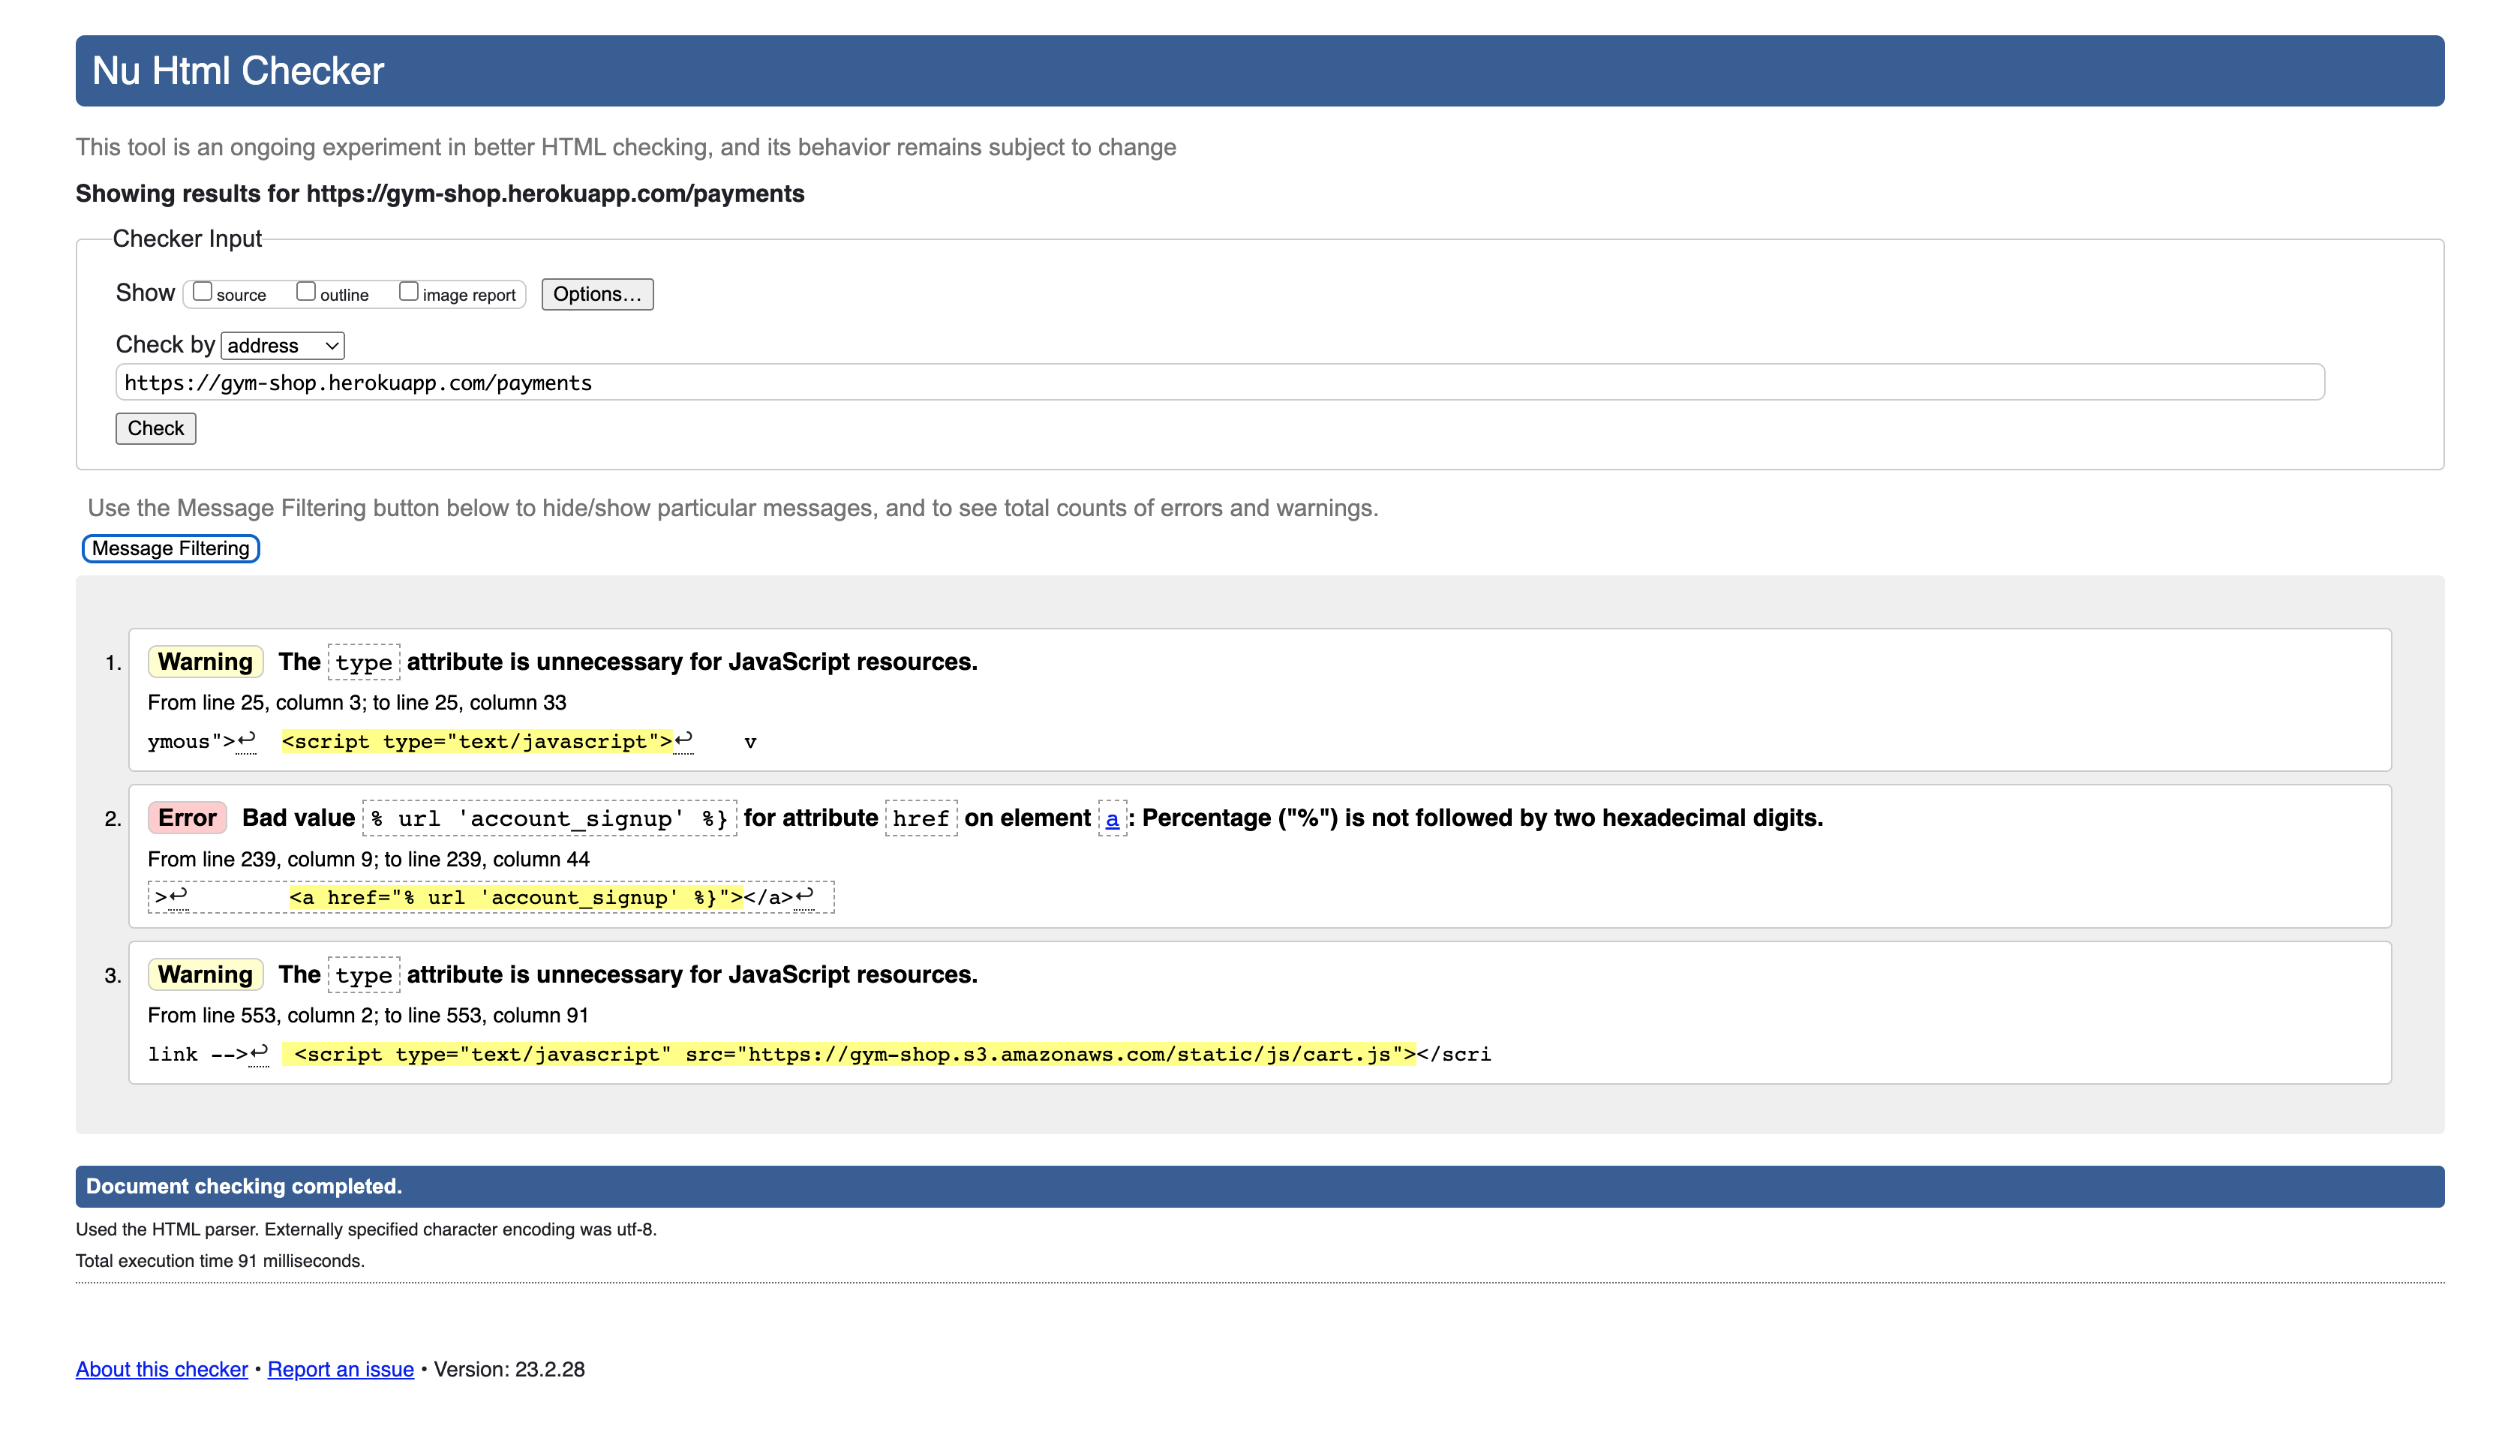 Nu Html Checker
This tool is an ongoing experiment in better HTML checking, and its behavior remains subject to change
Showing results for https://gym-shop.herokuapp.com/payments
Checker Input
Show source outline image report Options...
Check by address
https://gym-shop.herokuapp.com/payments
Check
Use the Message Filtering button below to hide/show particular messages, and to see total counts of errors and warnings.
Message Filtering
1. Warning The type attribute is unnecessary for JavaScript resources.
From line 25, column 3; to line 25, column 33
ymous">↩ <script type="text/javascript">↩ v
2. Error Bad value % url 'account_signup' %} for attribute href on element a: Percentage ("%") is not followed by two hexadecimal digits.
From line 239, column 9; to line 239, column 44
>↩ <a href="% url 'account_signup' %}"></a>↩
3. Warning The type attribute is unnecessary for JavaScript resources.
From line 553, column 2; to line 553, column 91
link -->↩ <script type="text/javascript" src="https://gym-shop.s3.amazonaws.com/static/js/cart.js"></scri
Document checking completed.
Used the HTML parser. Externally specified character encoding was utf-8.
Total execution time 91 milliseconds.
About this checker • Report an issue • Version: 23.2.28